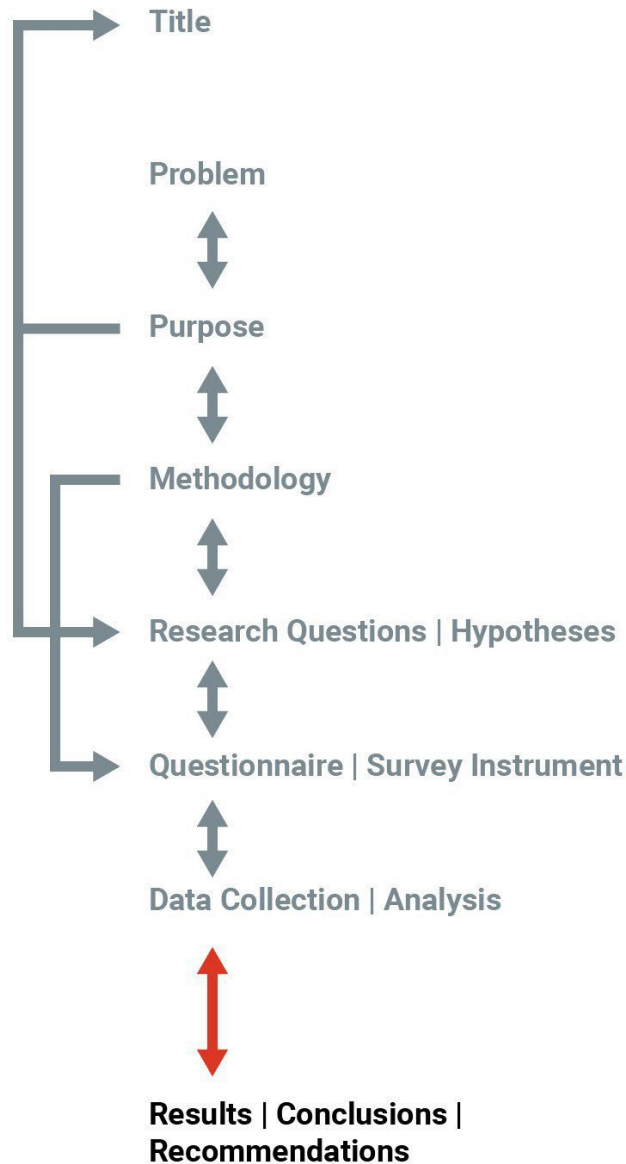 Title
Problem
Purpose
Methodology
Research Questions | Hypotheses
Questionnaire | Survey Instrument
Data Collection | Analysis
Results | Conclusions |
Recommendations